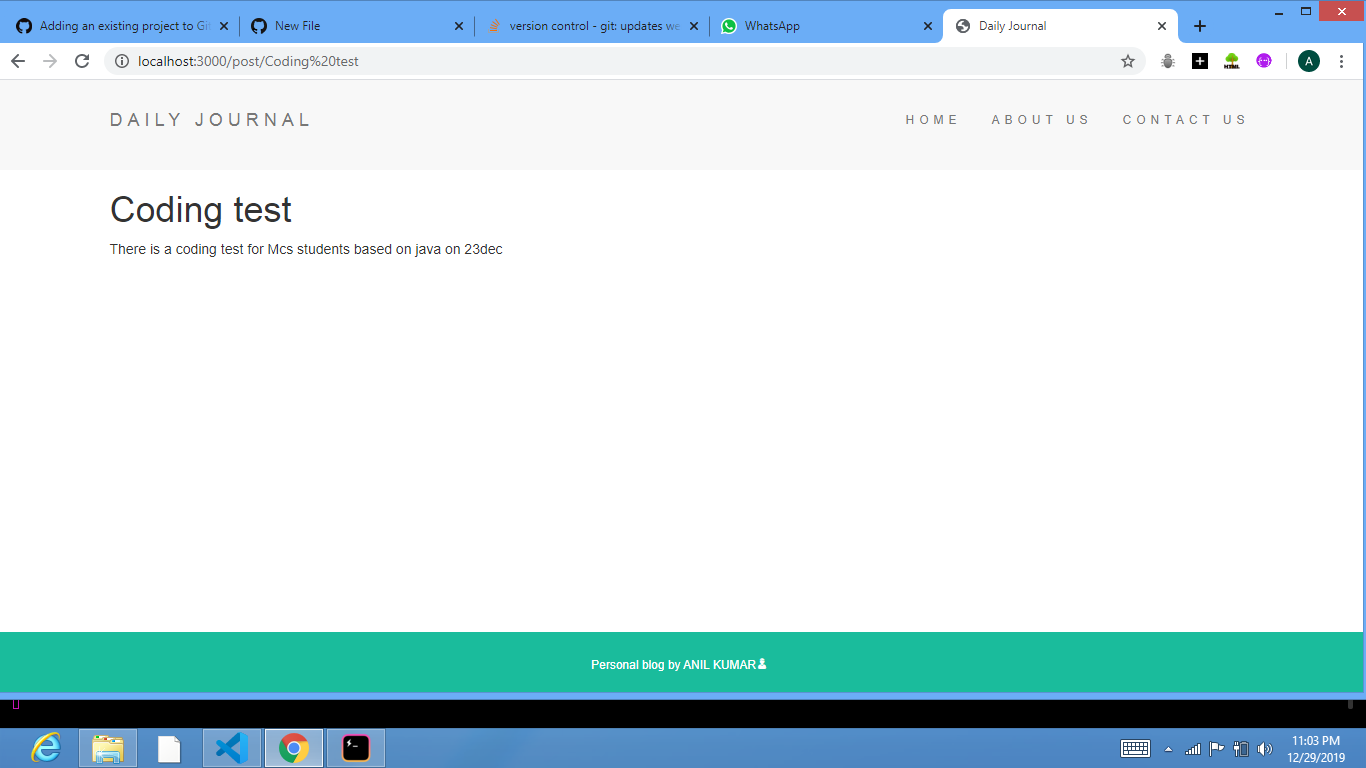 Adding an existing project to Git
New File
version control - git: updates we
WhatsApp
Daily Journal
localhost:3000/post/Coding%20test
HTML
A
DAILY JOURNAL
HOME
ABOUT US
CONTACT US
Coding test
There is a coding test for Mcs students based on java on 23dec
Personal blog by ANIL KUMAR
11:03 PM
12/29/2019